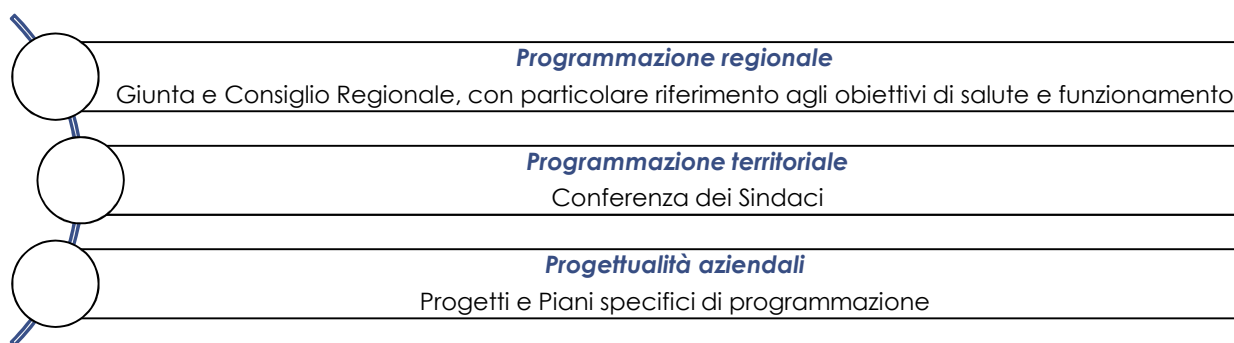 Programmazione regionale
Giunta e Consiglio Regionale, con particolare riferimento agli obiettivi di salute e funzionamento
Programmazione territoriale
Conferenza dei Sindaci
Progettualità aziendali
Progetti e Piani specifici di programmazione